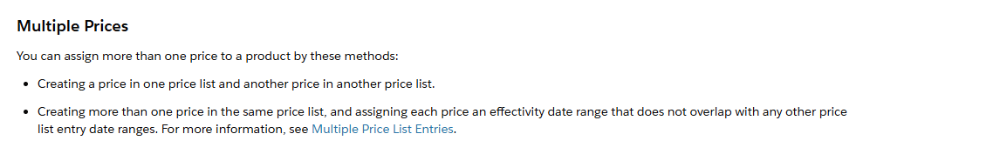 Multiple Prices
You can assign more than one price to a product by these methods:
• Creating a price in one price list and another price in another price list.
• Creating more than one price in the same price list, and assigning each price an effectivity date range that does not overlap with any other price
list entry date ranges. For more information, see Multiple Price List Entries.